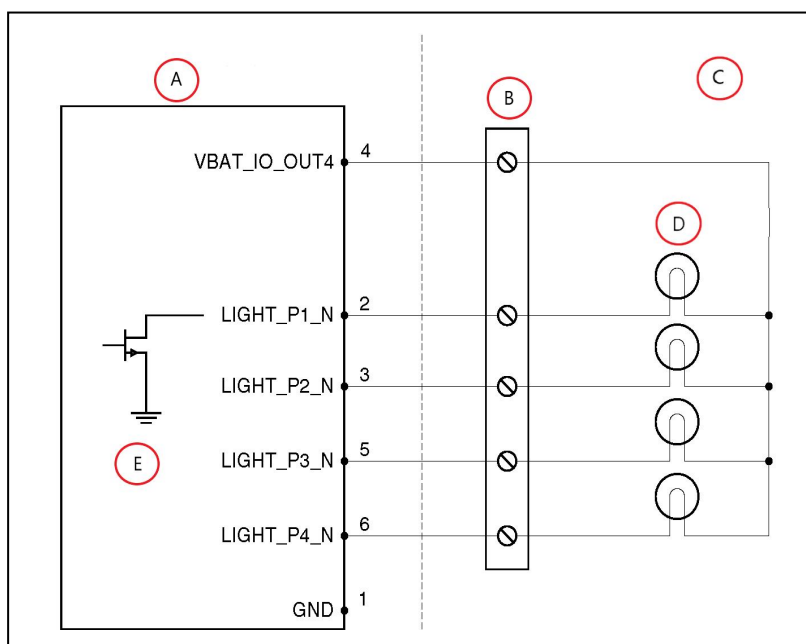 A
B
C
VBAT_IO_OUT4 4
D
LIGHT_P1_N 2
LIGHT_P2_N 3
LIGHT_P3_N 5
E
LIGHT_P4_N 6
GND 1